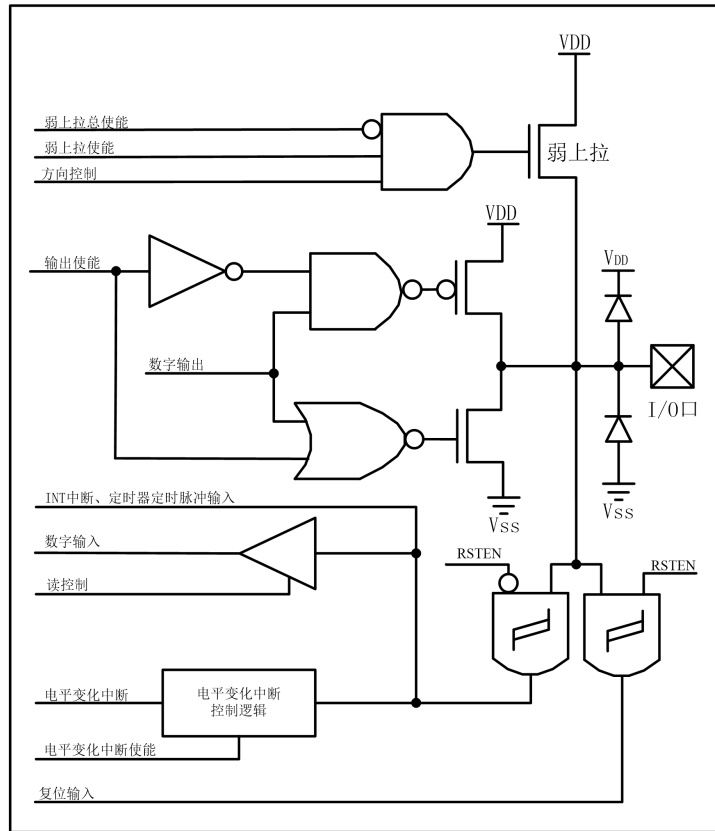 VDD
弱上拉总使能
弱上拉使能
方向控制
弱上拉
VDD
输出使能
VDD
数字输出
I/O口
INT中断、定时器定时脉冲输入
Vss
Vss
数字输入
RSTEN
RSTEN
读控制
电平变化中断
电平变化中断
控制逻辑
电平变化中断使能
复位输入